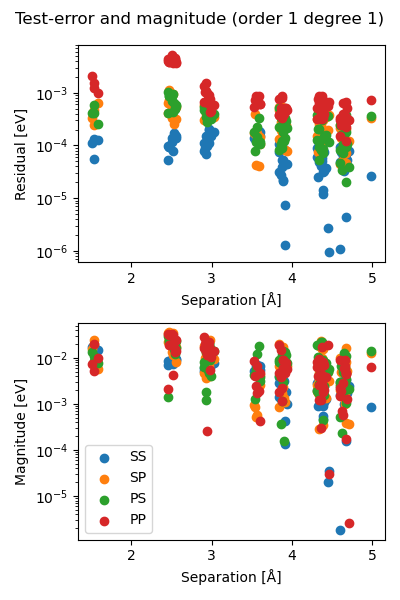 Test-error and magnitude (order 1 degree 1)
10⁻³
10⁻⁴
10⁻⁵
10⁻⁶
Residual [eV]
2 3 4 5
Separation [Å]
10⁻²
10⁻³
10⁻⁴
10⁻⁵
Magnitude [eV]
SS
SP
PS
PP
2 3 4 5
Separation [Å]